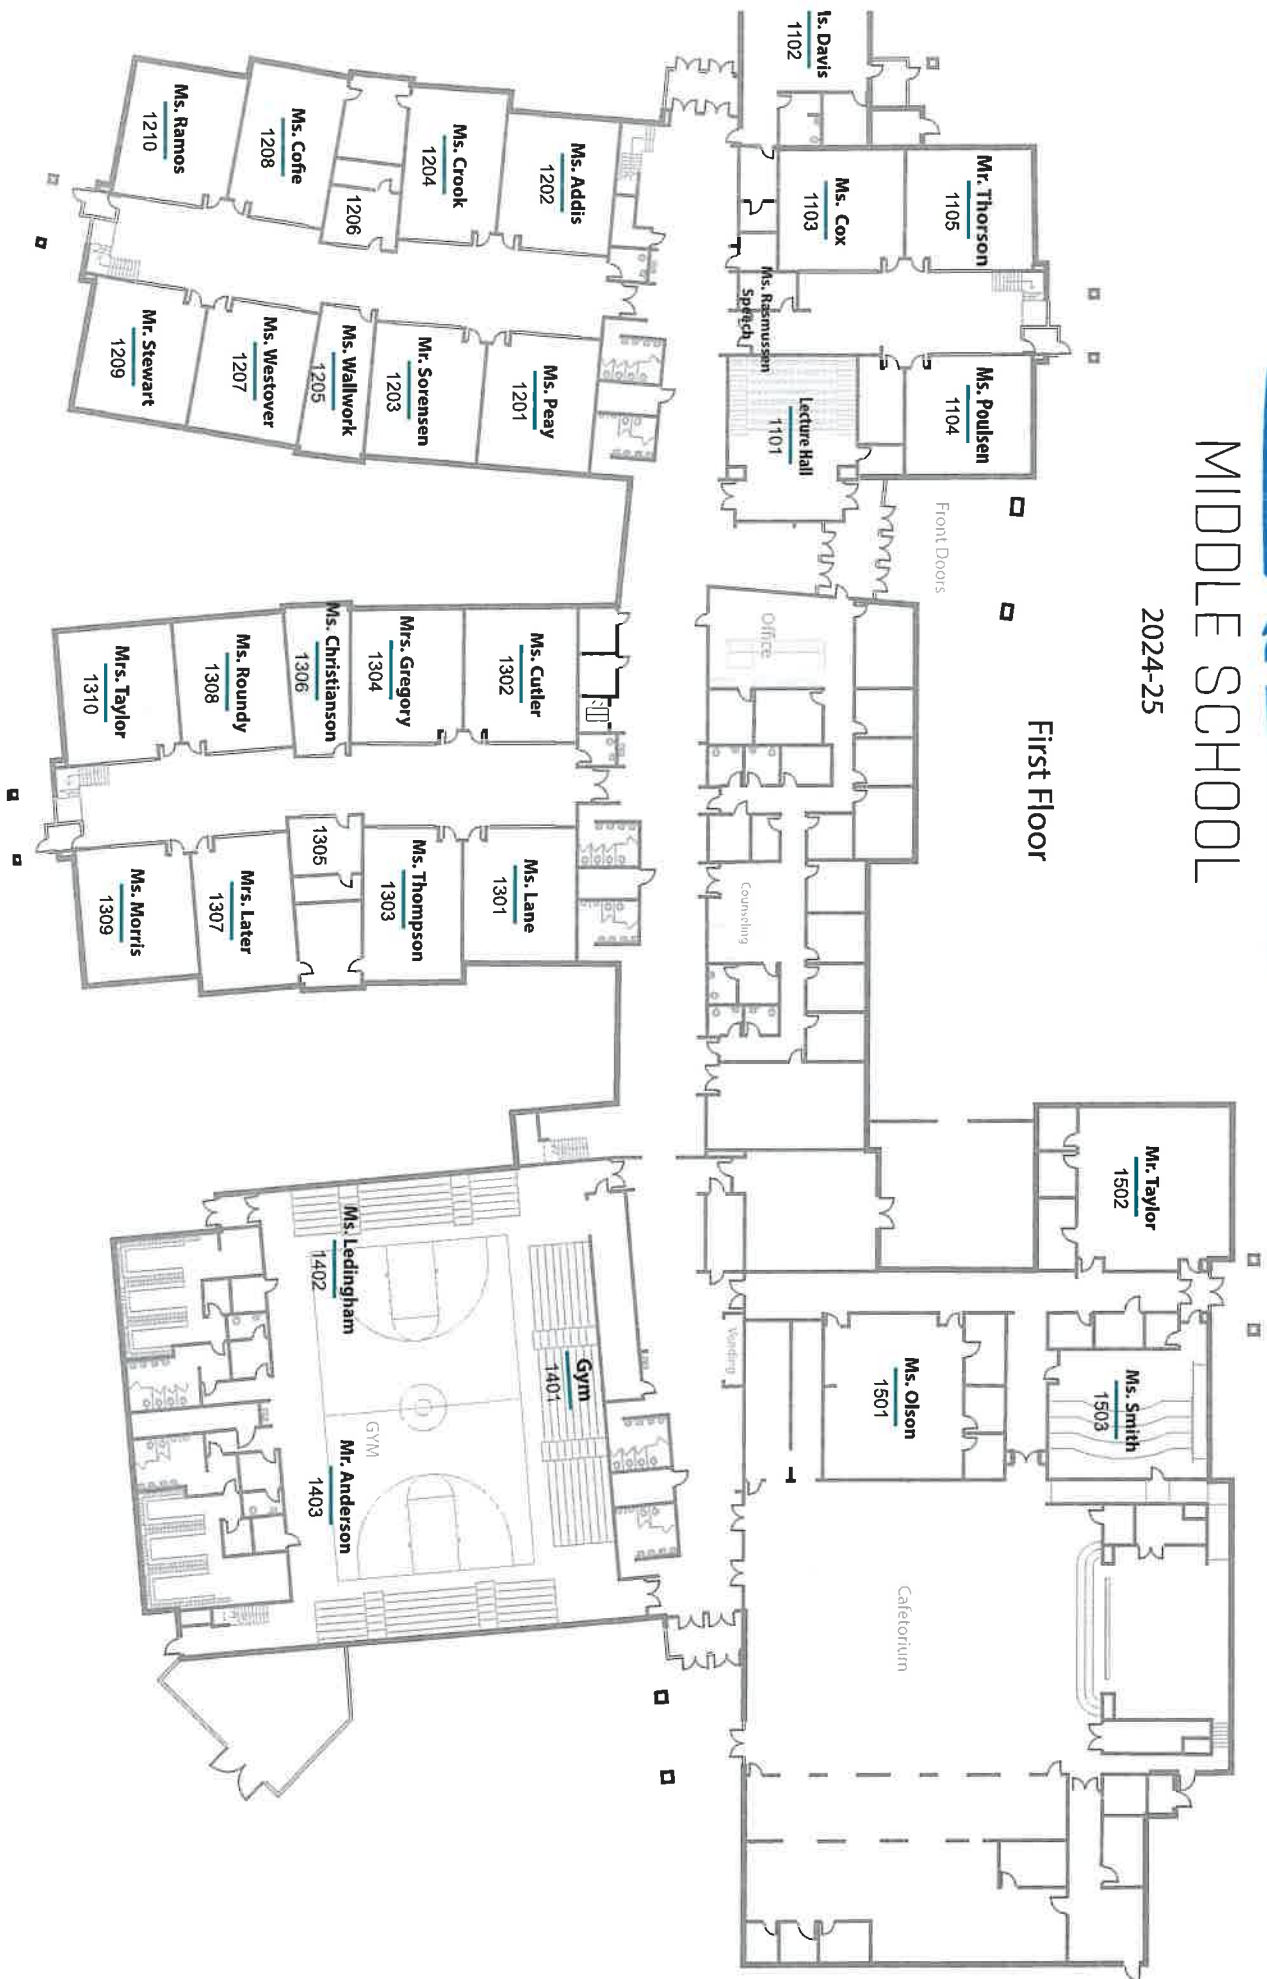 MIDDLE SCHOOL
2024-25
First Floor
Front Doors
Davis
1102
Mr. Thorson
1105
Ms. Cox
1103
Ms. Rasmussen
Speech
Ms. Poulsen
1104
Lecture Hall
1101
Ms. Addis
1202
Ms. Crook
1204
1206
Ms. Cofie
1208
Ms. Ramos
1210
Ms. Peay
1201
Mr. Sorensen
1203
Ms. Wallwork
1205
Ms. Westover
1207
Mr. Stewart
1209
Office
Counseling
Ms. Cutler
1302
Mrs. Gregory
1304
Ms. Christianson
1306
Ms. Roundy
1308
Mrs. Taylor
1310
Ms. Lane
1301
Ms. Thompson
1303
1305
Mrs. Later
1307
Ms. Morris
1309
Mr. Taylor
1502
Ms. Smith
1503
Ms. Olson
1501
Vending
Cafetorium
Gym
1401
Ms. Ledingham
1402
GYM
Mr. Anderson
1403